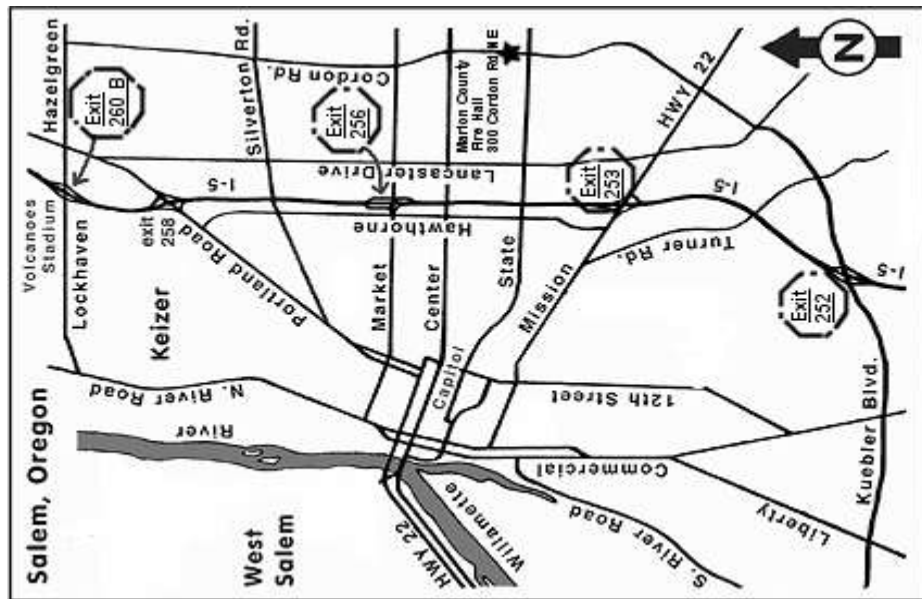 Salem, Oregon
Volcanoes
Stadium
Hazelgreen
Lockhaven
Exit
260 B
exit
258
I-5
Keizer
N. River Road
River
Portland Road
Silverton Rd.
Cordon Rd.
Exit
256
Lancaster
Drive
Hawthorne
Market
Center
State
Capitol
Mission
Marion County
Fire Hall
300 Cordon Rd NE
HWY 22
N
Exit
253
I-5
Turner
Rd.
Exit
252
I-5
Kuebler Blvd.
12th Street
Commercial
Liberty
S. River Road
Willamette
HWY 22
West
Salem